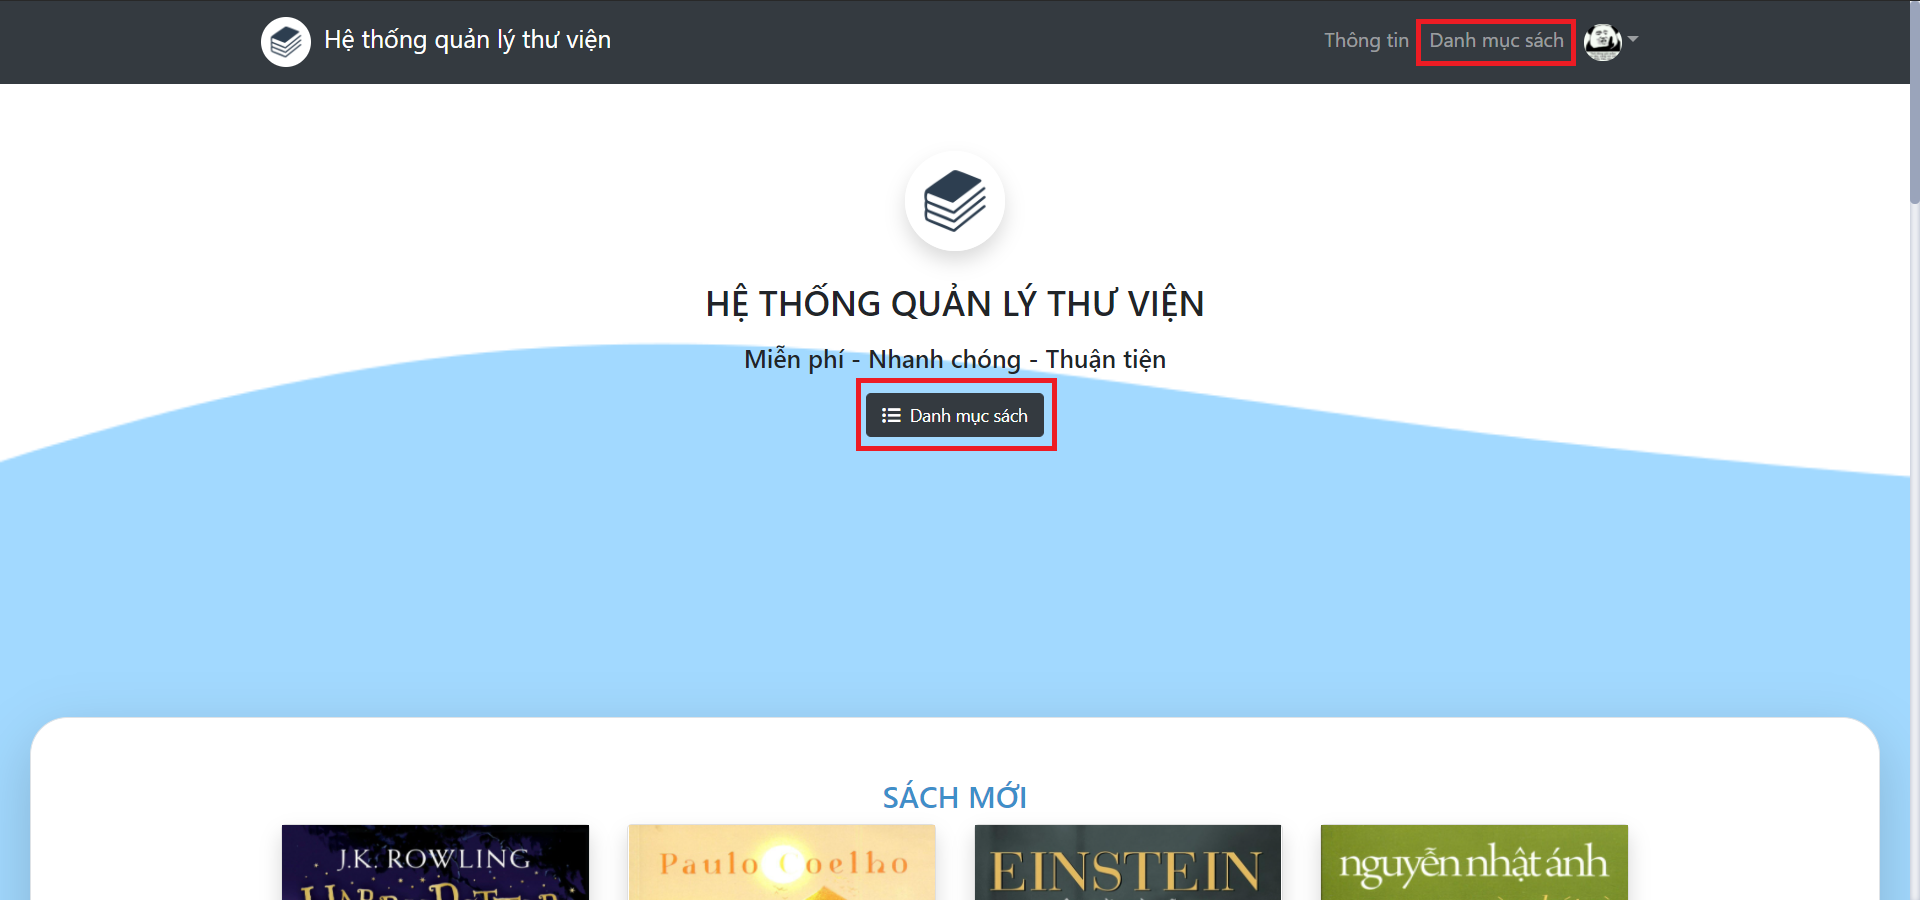 Hệ thống quản lý thư viện
Thông tin
Danh mục sách
HỆ THỐNG QUẢN LÝ THƯ VIỆN
Miễn phí - Nhanh chóng - Thuận tiện
Danh mục sách
SÁCH MỚI
J.K. ROWLING
Paulo Coelho
EINSTEIN
nguyễn nhật ánh